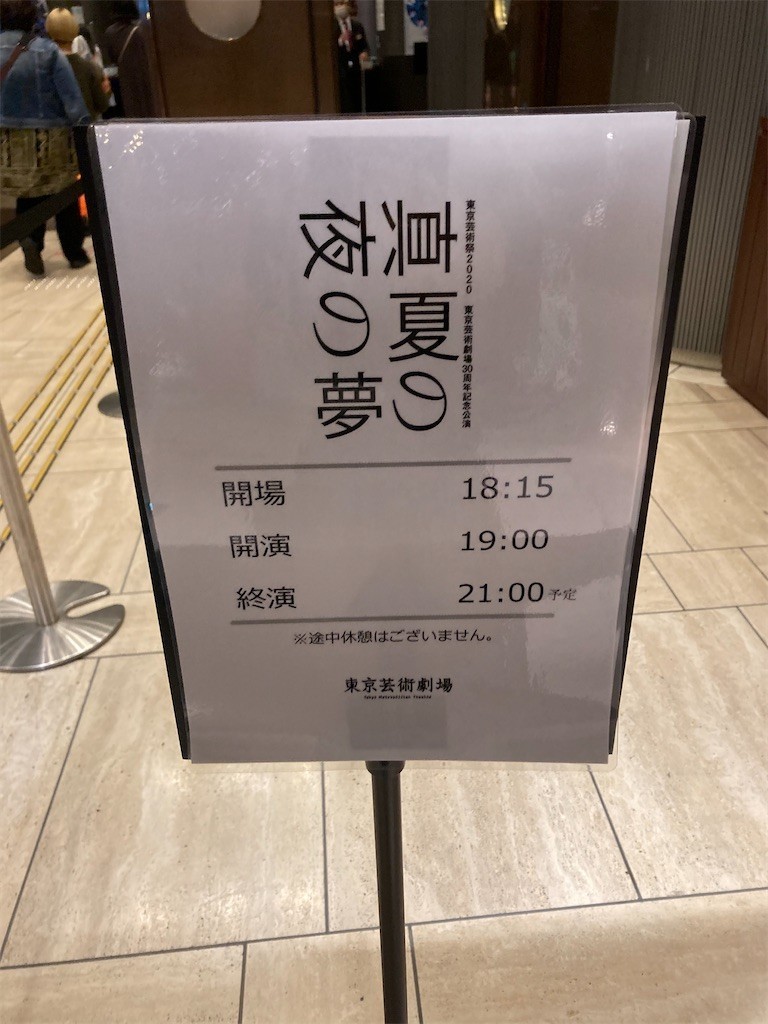 東京芸術祭2020 東京芸術劇場30周年記念公演
真夏の
夜の夢
開場 18:15
開演 19:00
終演 21:00予定
※途中休憩はございません。
東京芸術劇場
Tokyo Metropolitan Theatre